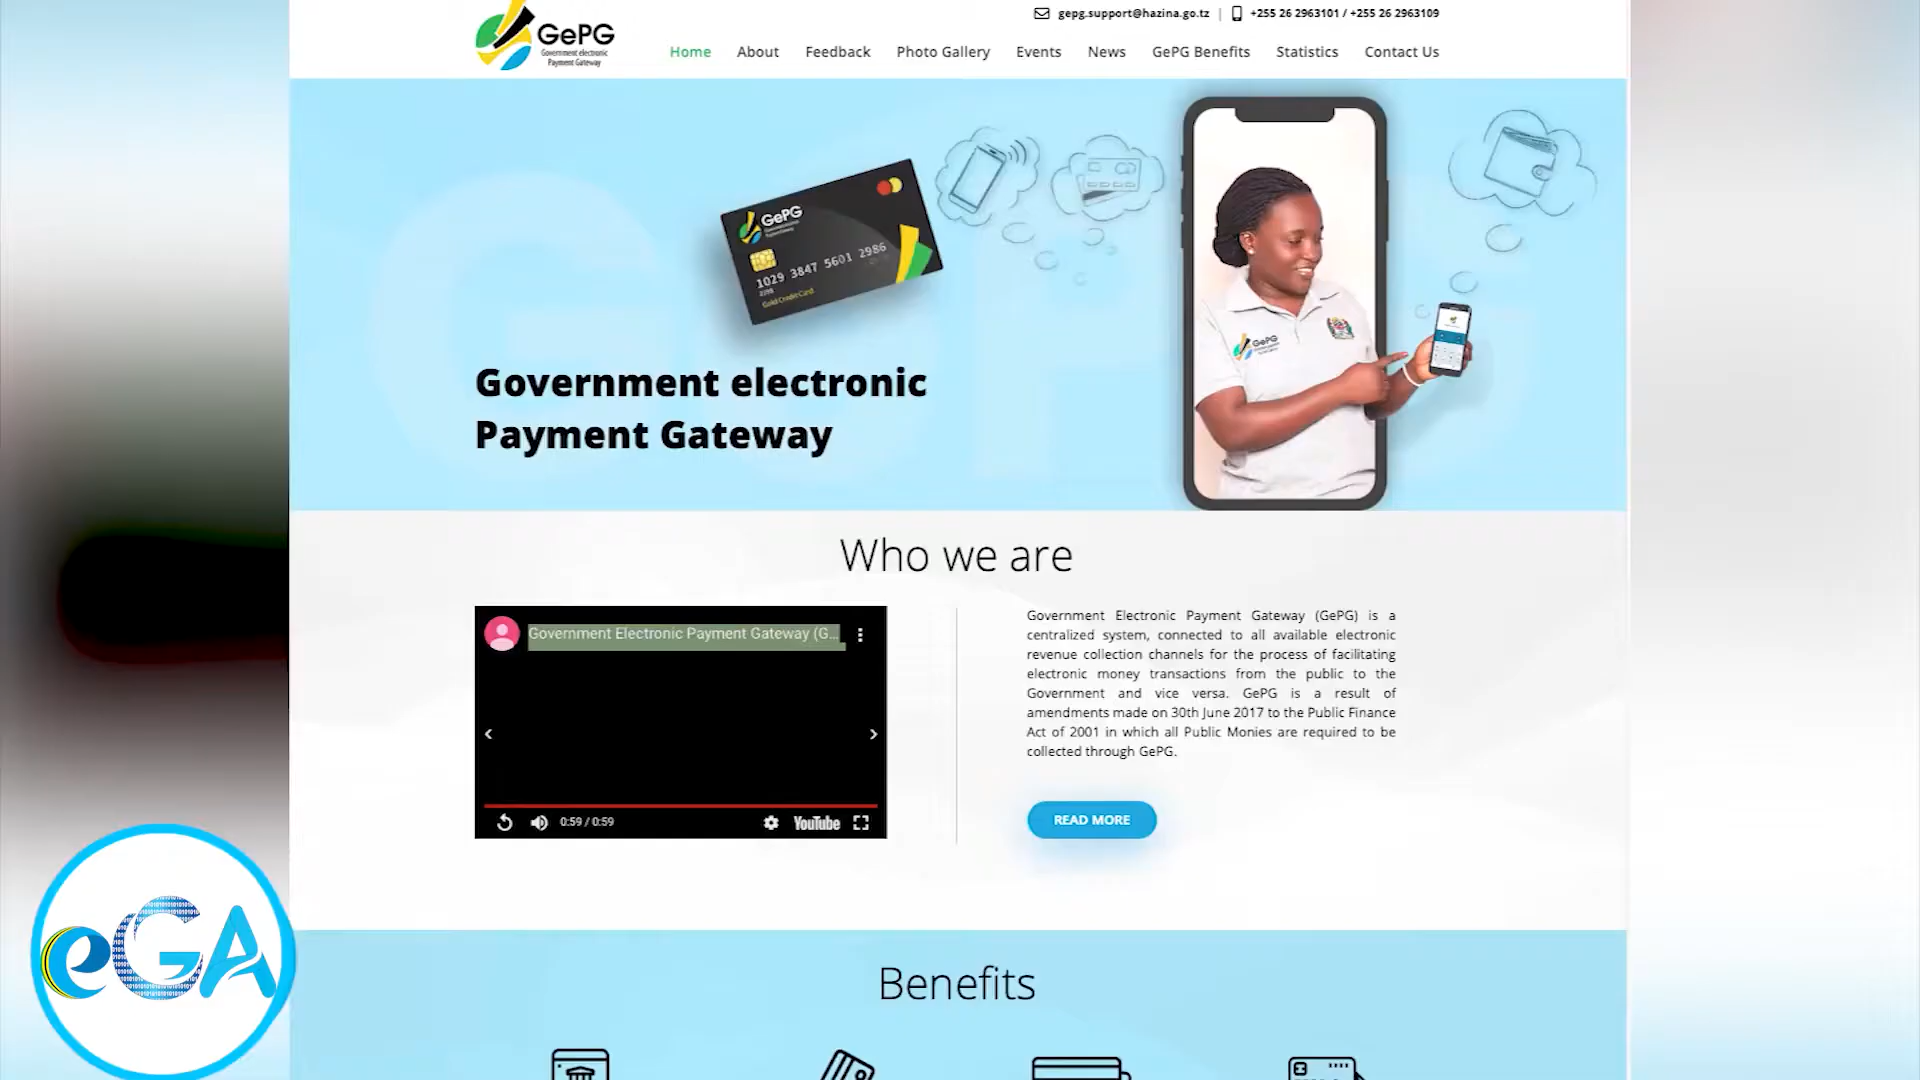 GePG
Government electronic
Payment Gateway
gepg.support@hazina.go.tz | +255 26 2963101 / +255 26 2963109
Home About Feedback Photo Gallery Events News GePG Benefits Statistics Contact Us
GePG
1029 3847 5601 2986
Gold Credit Card
GePG
Government electronic
Payment Gateway
Who we are
Government Electronic Payment Gateway (G...
0:59 / 0:59
YouTube
Government Electronic Payment Gateway (GePG) is a
centralized system, connected to all available electronic
revenue collection channels for the process of facilitating
electronic money transactions from the public to the
Government and vice versa. GePG is a result of
amendments made on 30th June 2017 to the Public Finance
Act of 2001 in which all Public Monies are required to be
collected through GePG.
READ MORE
eGA
Benefits